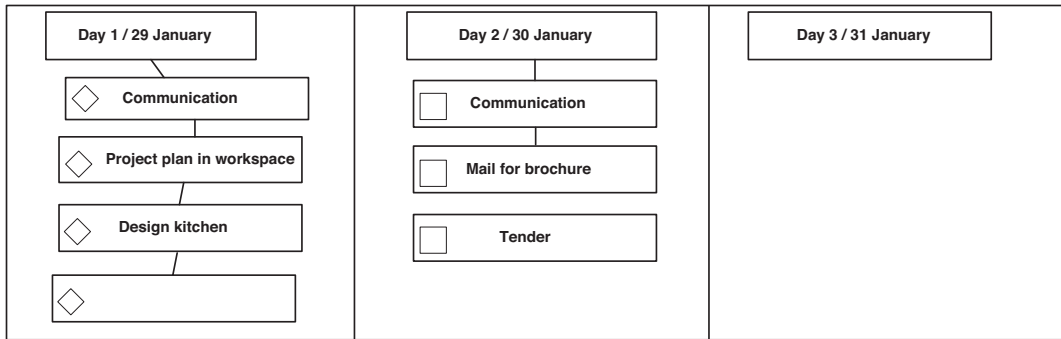 Day 1 / 29 January
Communication
Project plan in workspace
Design kitchen
Day 2 / 30 January
Communication
Mail for brochure
Tender
Day 3 / 31 January